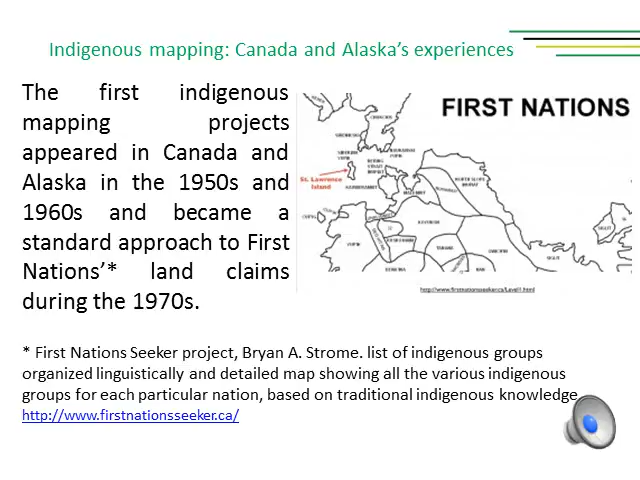 Indigenous mapping: Canada and Alaska's experiences
The first indigenous
mapping projects
appeared in Canada and
Alaska in the 1950s and
1960s and became a
standard approach to First
Nations'* land claims
during the 1970s.
FIRST NATIONS
St. Lawrence
Island
http://www.firstnationsseeker.ca/Level1.html
* First Nations Seeker project, Bryan A. Strome. list of indigenous groups
organized linguistically and detailed map showing all the various indigenous
groups for each particular nation, based on traditional indigenous knowledge
http://www.firstnationsseeker.ca/